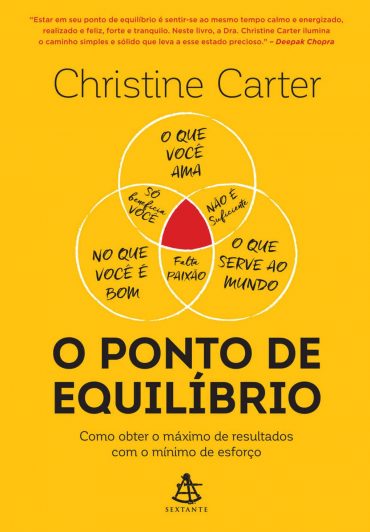 "Estar em seu ponto de equilíbrio é sentir-se ao mesmo tempo calmo e energizado,
realizado e feliz, forte e tranquilo. Neste livro, a Dra. Christine Carter ilumina
o caminho simples e sólido que leva a esse estado precioso." – Deepak Chopra
Christine Carter
O QUE
VOCÊ
AMA
SÓ
beneficia
VOCÊ
NÃO É
Suficiente
NO QUE
VOCÊ É
BOM
Falta
PAIXÃO
O QUE
SERVE AO
MUNDO
O PONTO DE
EQUILÍBRIO
Como obter o máximo de resultados
com o mínimo de esforço
SEXTANTE